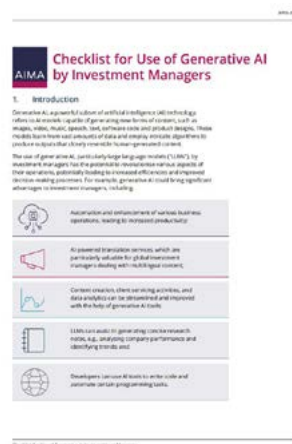 AIMA
Checklist for Use of Generative AI
by Investment Managers
1. Introduction
Generative AI, a powerful subset of artificial intelligence (AI) technology,
refers to AI models capable of generating new forms of content, such as
images, video, music, speech, text, software code and product designs. These
models learn from vast amounts of data and employ intricate algorithms to
produce outputs that closely resemble human-generated content.
The use of generative AI, particularly large language models ("LLMs"), by
investment managers has the potential to revolutionise various aspects of
their operations, potentially leading to increased efficiencies and improved
decision-making processes. For example, generative AI could bring significant
advantages to investment managers, including:
Automation and enhancement of various business
operations, leading to increased productivity;
AI-powered translation services, which are
particularly valuable for global investment
managers dealing with multilingual content;
Content creation, client servicing activities, and
data analytics can be streamlined and improved
with the help of generative AI tools;
LLMs can assist in generating concise research
notes, e.g., analysing company performance and
identifying trends; and
Developers can use AI tools to write code and
automate certain programming tasks.